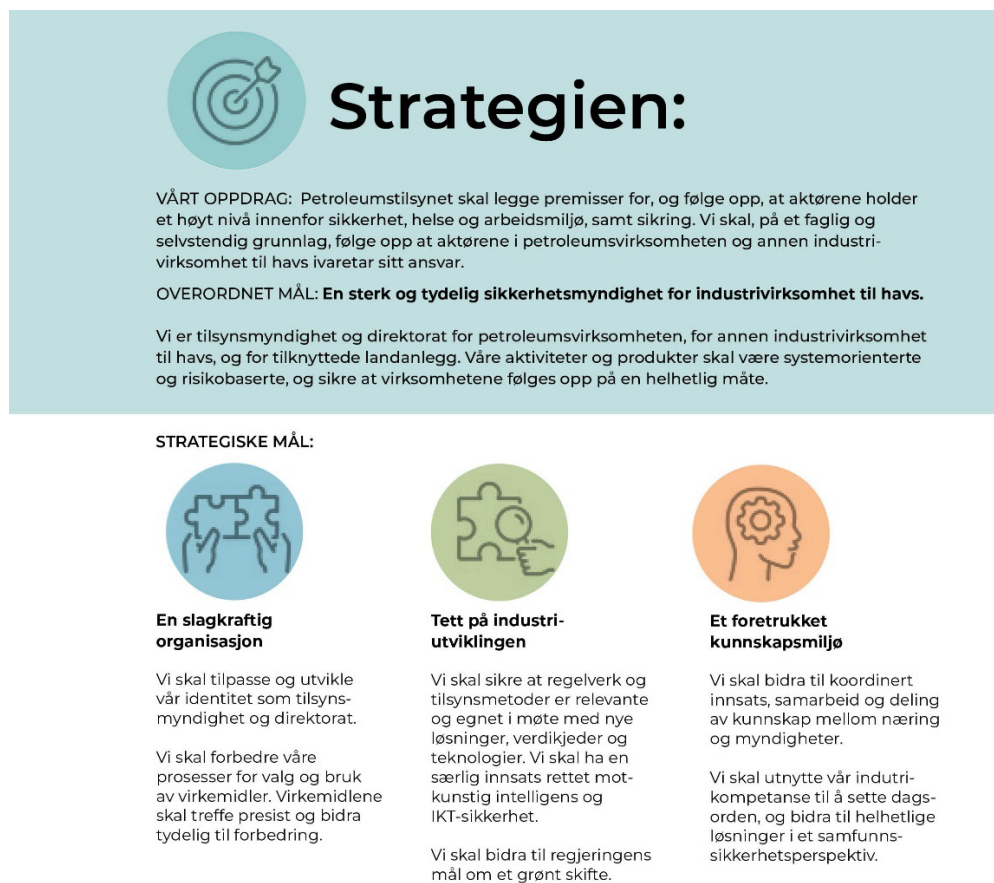 Strategien:
VÅRT OPPDRAG: Petroleumstilsynet skal legge premisser for, og følge opp, at aktørene holder
et høyt nivå innenfor sikkerhet, helse og arbeidsmiljø, samt sikring. Vi skal, på et faglig og
selvstendig grunnlag, følge opp at aktørene i petroleumsvirksomheten og annen industri-
virksomhet til havs ivaretar sitt ansvar.
OVERORDNET MÅL: En sterk og tydelig sikkerhetsmyndighet for industrivirksomhet til havs.
Vi er tilsynsmyndighet og direktorat for petroleumsvirksomheten, for annen industrivirksomhet
til havs, og for tilknyttede landanlegg. Våre aktiviteter og produkter skal være systemorienterte
og risikobaserte, og sikre at virksomhetene følges opp på en helhetlig måte.
STRATEGISKE MÅL:
En slagkraftig
organisasjon
Vi skal tilpasse og utvikle
vår identitet som tilsyns-
myndighet og direktorat.
Vi skal forbedre våre
prosesser for valg og bruk
av virkemidler. Virkemidlene
skal treffe presist og bidra
tydelig til forbedring.
Tett på industri-
utviklingen
Vi skal sikre at regelverk og
tilsynsmetoder er relevante
og egnet i møte med nye
løsninger, verdikjeder og
teknologier. Vi skal ha en
særlig innsats rettet mot-
kunstig intelligens og
IKT-sikkerhet.
Vi skal bidra til regjeringens
mål om et grønt skifte.
Et foretrukket
kunnskapsmiljø
Vi skal bidra til koordinert
innsats, samarbeid og deling
av kunnskap mellom næring
og myndigheter.
Vi skal utnytte vår indutri-
kompetanse til å sette dags-
orden, og bidra til helhetlige
løsninger i et samfunns-
sikkerhetsperspektiv.